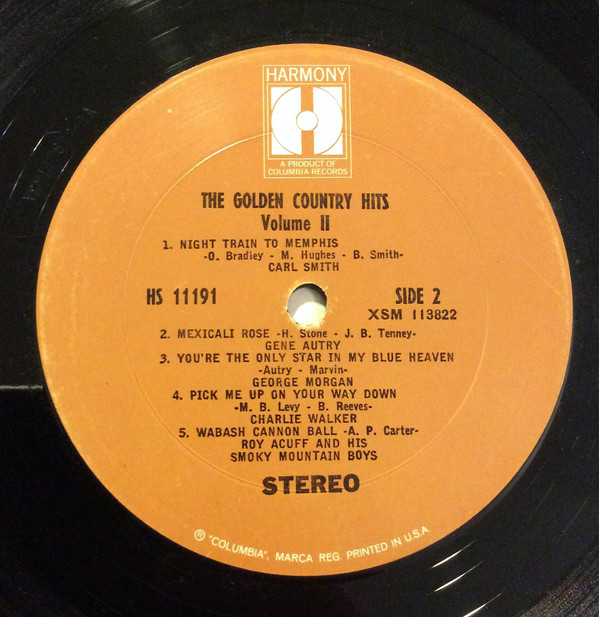 HARMONY
A PRODUCT OF
COLUMBIA RECORDS
THE GOLDEN COUNTRY HITS
Volume II
1. NIGHT TRAIN TO MEMPHIS
-O. Bradley - M. Hughes - B. Smith-
CARL SMITH
HS 11191 SIDE 2
XSM 113822
2. MEXICALI ROSE -H. Stone - J. B. Tenney-
GENE AUTRY
3. YOU'RE THE ONLY STAR IN MY BLUE HEAVEN
-Autry - Marvin-
GEORGE MORGAN
4. PICK ME UP ON YOUR WAY DOWN
-M. B. Levy - B. Reeves-
CHARLIE WALKER
5. WABASH CANNON BALL -A. P. Carter-
ROY ACUFF AND HIS
SMOKY MOUNTAIN BOYS
STEREO
® "COLUMBIA", MARCA REG. PRINTED IN U.S.A.